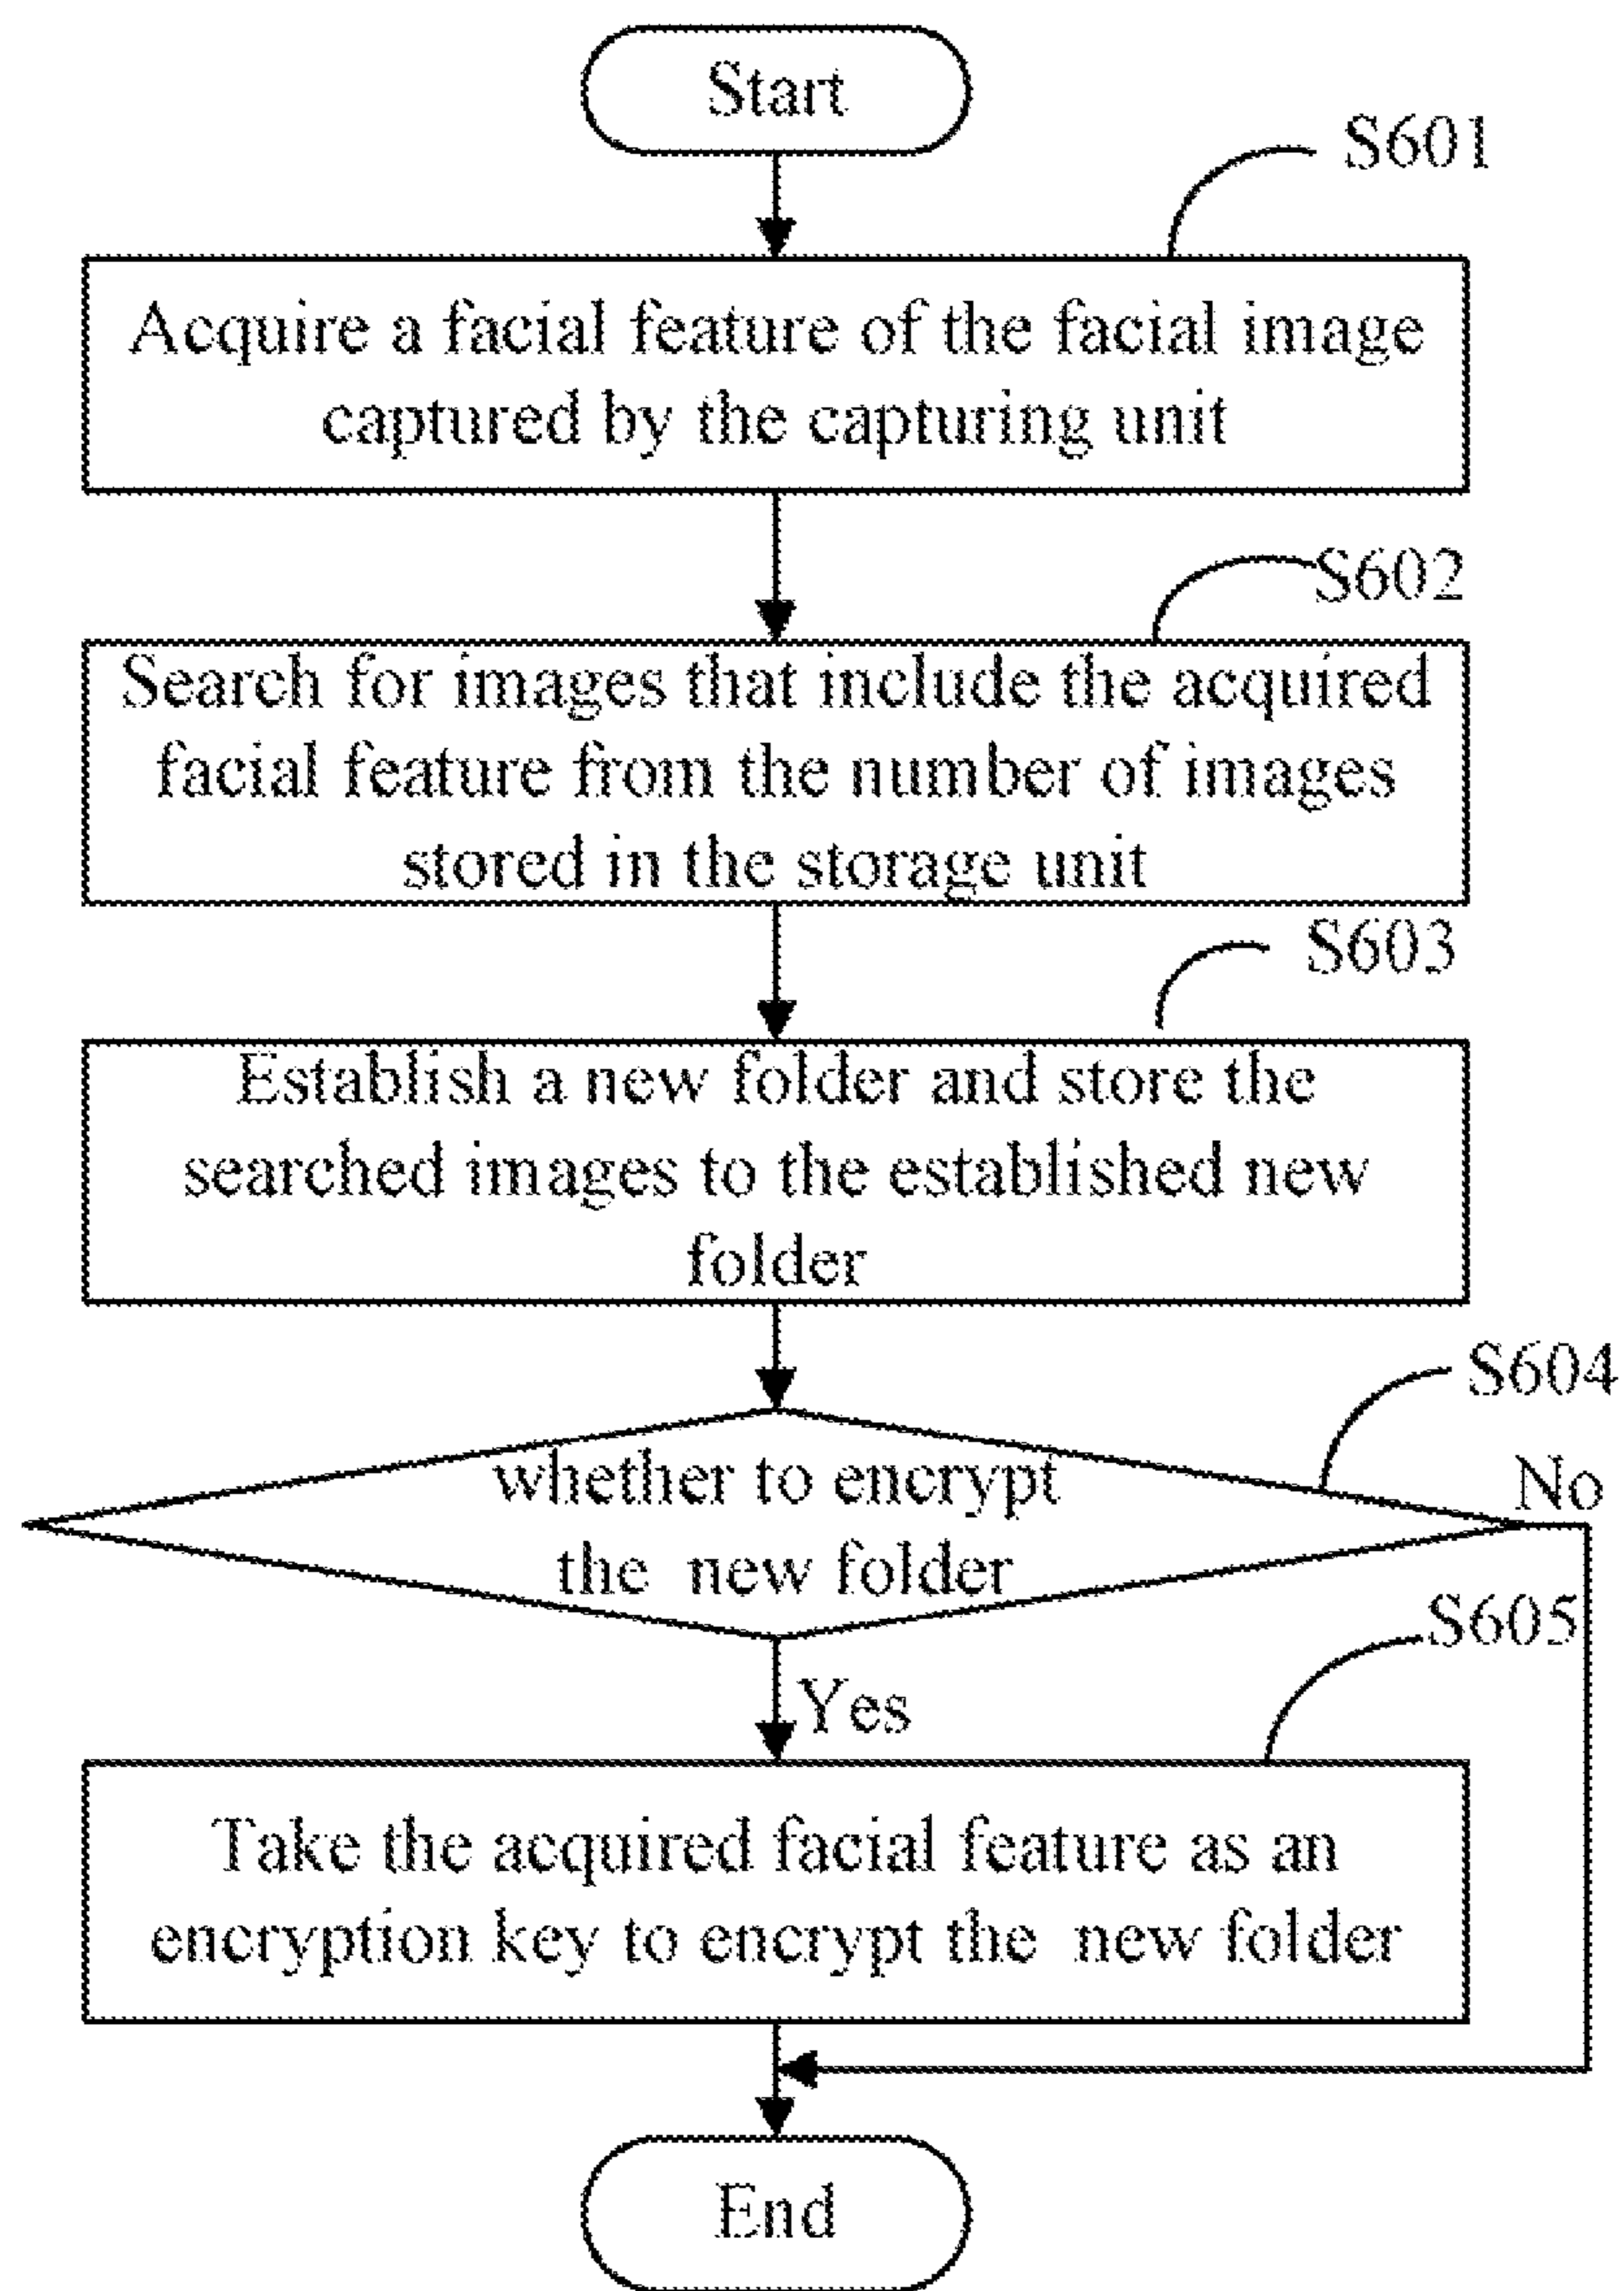 Start
S601
Acquire a facial feature of the facial image
captured by the capturing unit
S602
Search for images that include the acquired
facial feature from the number of images
stored in the storage unit
S603
Establish a new folder and store the
searched images to the established new
folder
S604
whether to encrypt
the new folder
No
S605
Yes
Take the acquired facial feature as an
encryption key to encrypt the new folder
End